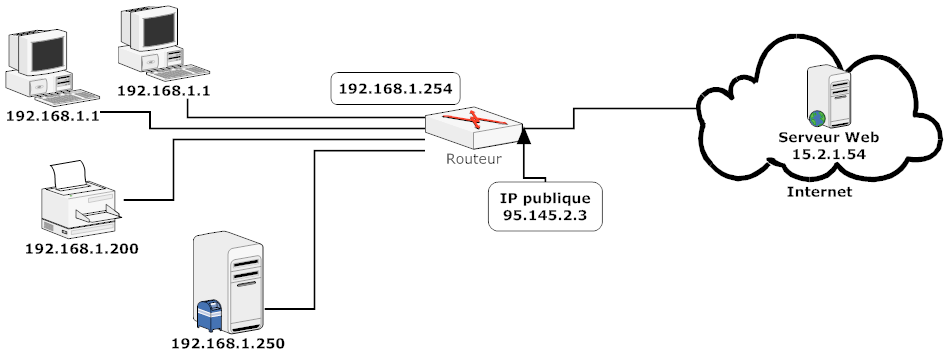 192.168.1.1
192.168.1.1
192.168.1.254
Routeur
Serveur Web
15.2.1.54
Internet
IP publique
95.145.2.3
192.168.1.200
192.168.1.250